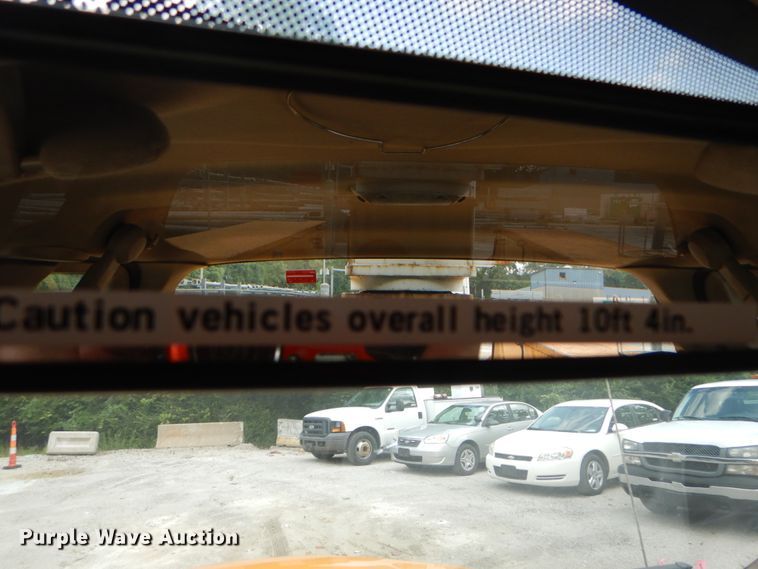 Caution vehicles overall height 10ft 4in.
Purple Wave Auction